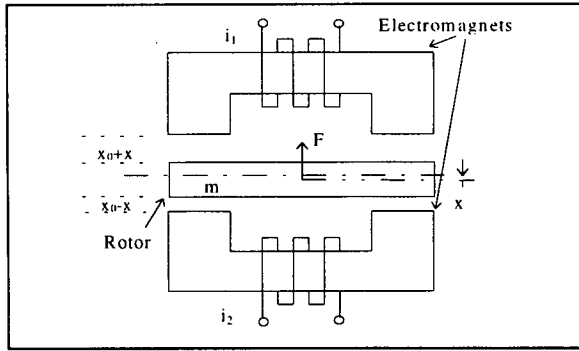 Electromagnets
i1
F
x0+x
m
x0-x
x
Rotor
i2